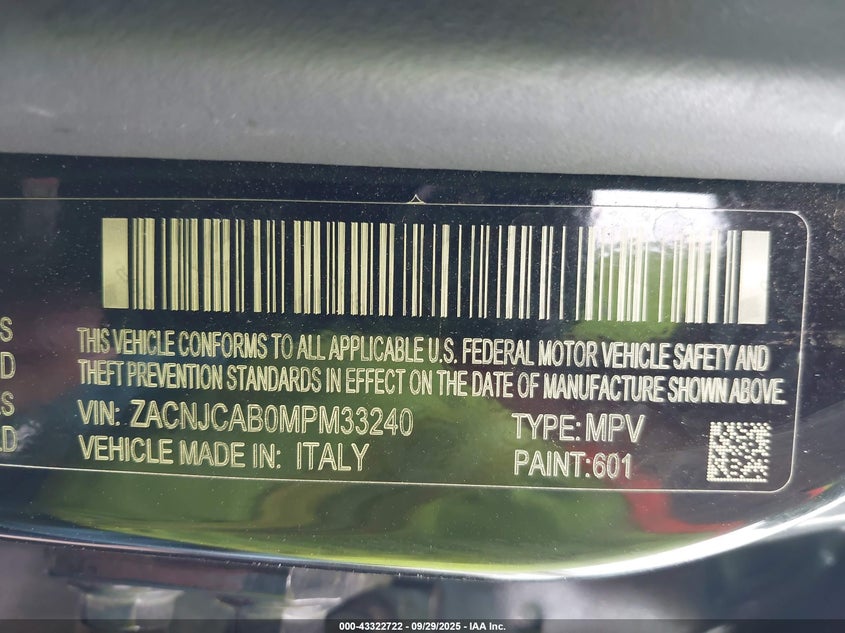 S
THIS VEHICLE CONFORMS TO ALL APPLICABLE U.S. FEDERAL MOTOR VEHICLE SAFETY AND
D
THEFT PREVENTION STANDARDS IN EFFECT ON THE DATE OF MANUFACTURE SHOWN ABOVE.
LS
VIN: ZACNJCAB0MPM33240 TYPE: MPV
LD
VEHICLE MADE IN: ITALY PAINT:601
000-43322722 - 09/29/2025 - IAA Inc.